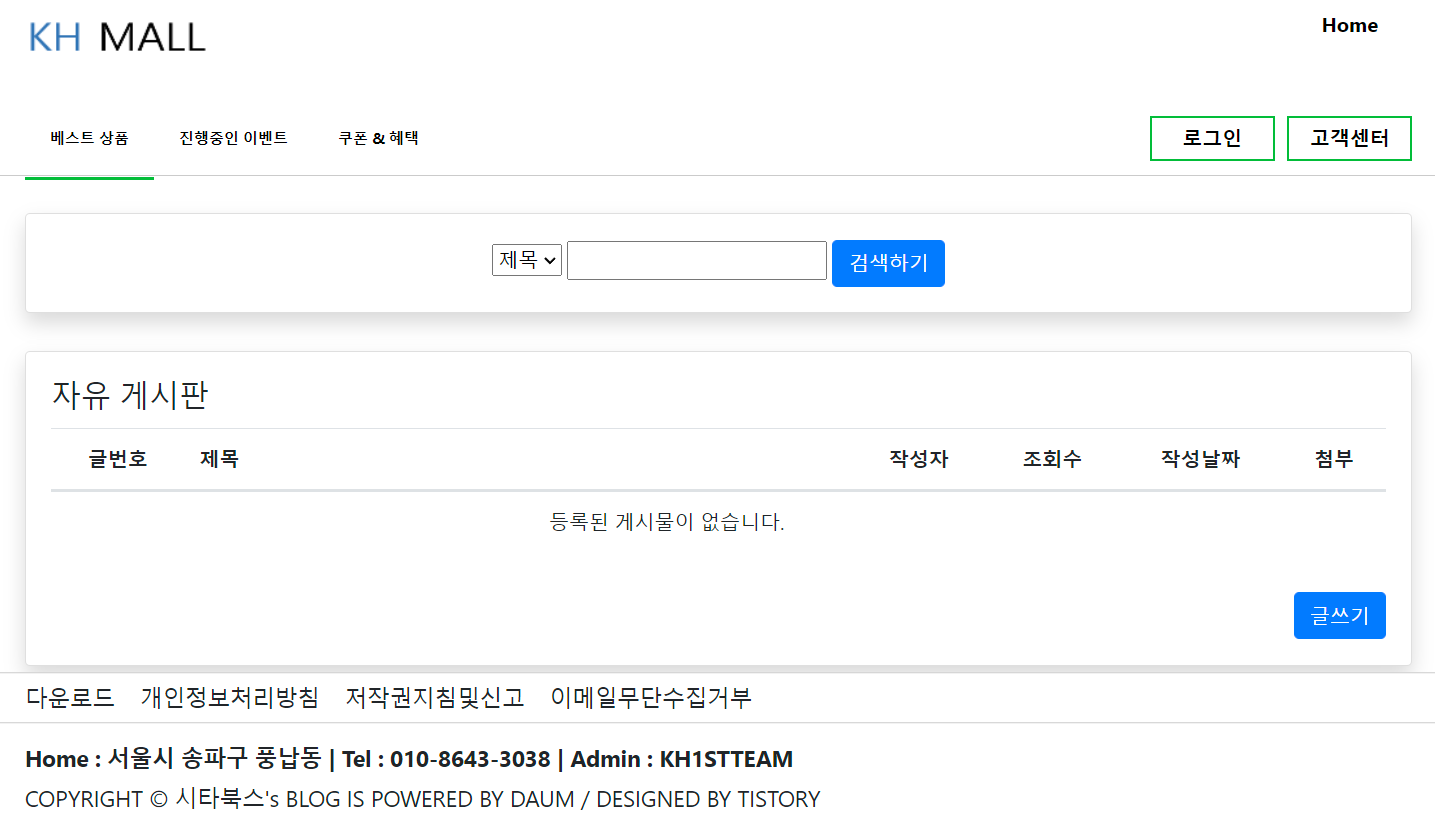 KH MALL
Home
베스트 상품 진행중인 이벤트 쿠폰 & 혜택 로그인 고객센터
제목 검색하기
자유 게시판
글번호 제목 작성자 조회수 작성날짜 첨부
등록된 게시물이 없습니다.
글쓰기
다운로드 개인정보처리방침 저작권지침및신고 이메일무단수집거부
Home : 서울시 송파구 풍납동 | Tel : 010-8643-3038 | Admin : KH1STTEAM
COPYRIGHT © 시타북스's BLOG IS POWERED BY DAUM / DESIGNED BY TISTORY